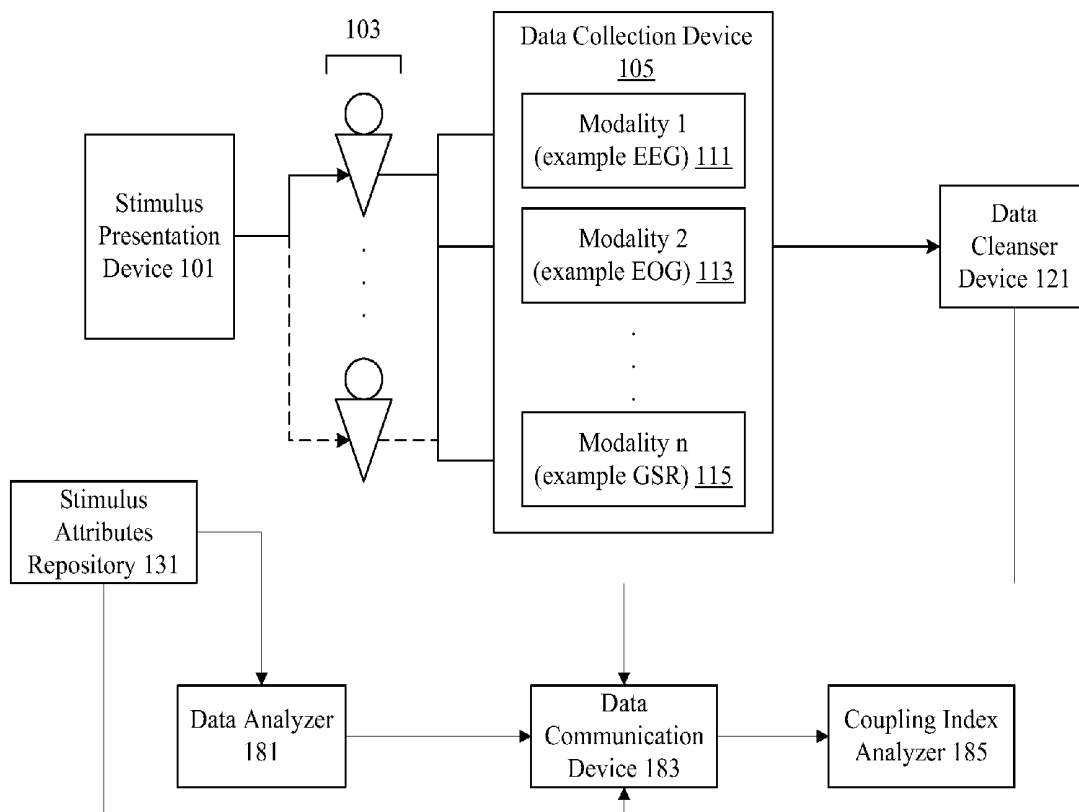 103
Data Collection Device
105
Modality 1
(example EEG) 111
Modality 2
(example EOG) 113
Modality n
(example GSR) 115
Stimulus
Presentation
Device 101
Data
Cleanser
Device 121
Stimulus
Attributes
Repository 131
Data Analyzer
181
Data
Communication
Device 183
Coupling Index
Analyzer 185